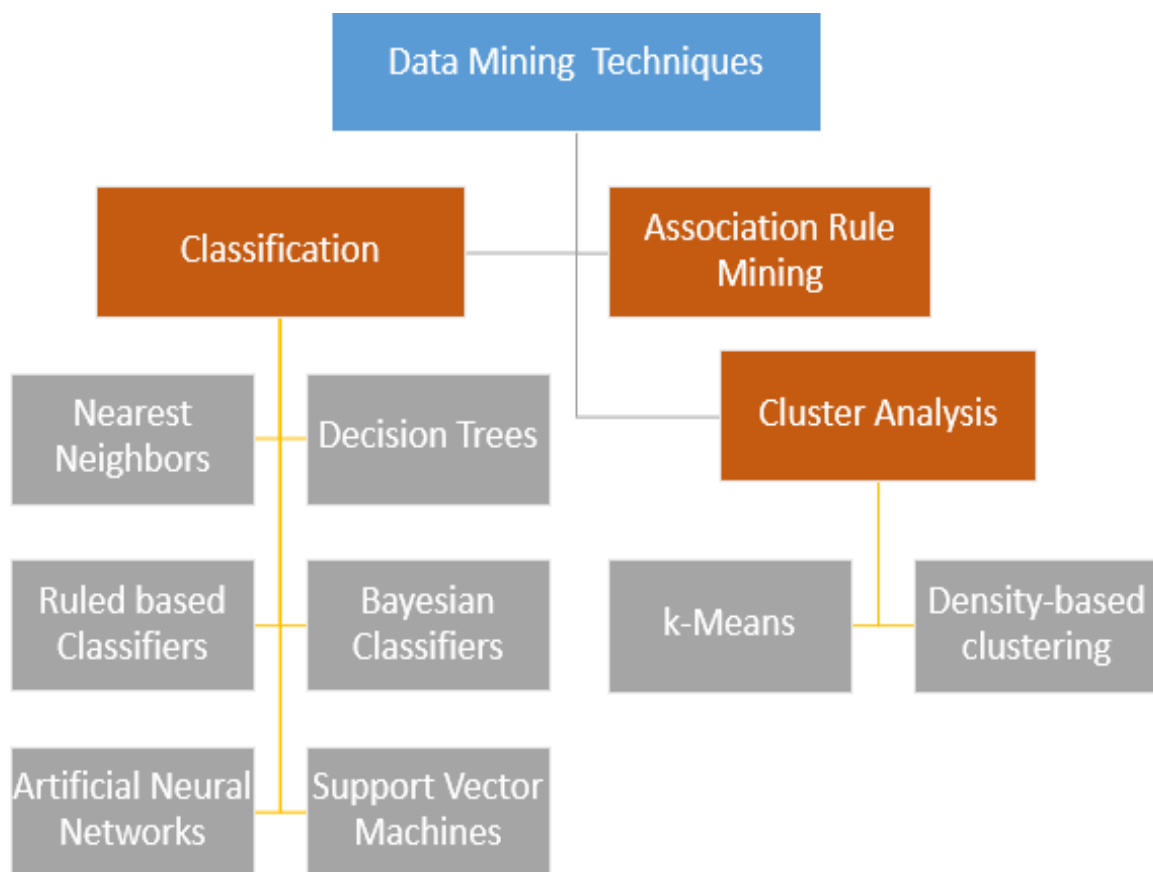 Data Mining Techniques
Classification
Association Rule
Mining
Cluster Analysis
Nearest
Neighbors
Decision Trees
Ruled based
Classifiers
Bayesian
Classifiers
k-Means
Density-based
clustering
Artificial Neural
Networks
Support Vector
Machines